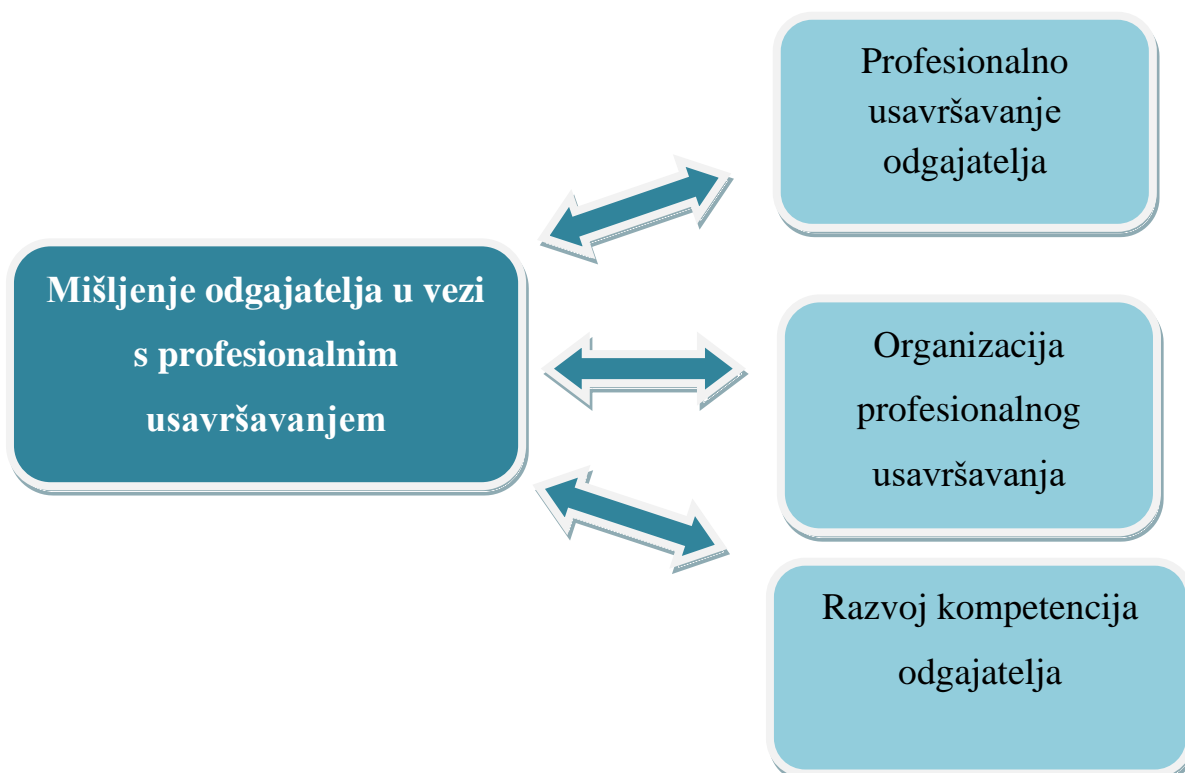 Profesionalno
usavršavanje
odgajatelja
Mišljenje odgajatelja u vezi
s profesionalnim
usavršavanjem
Organizacija
profesionalnog
usavršavanja
Razvoj kompetencija
odgajatelja